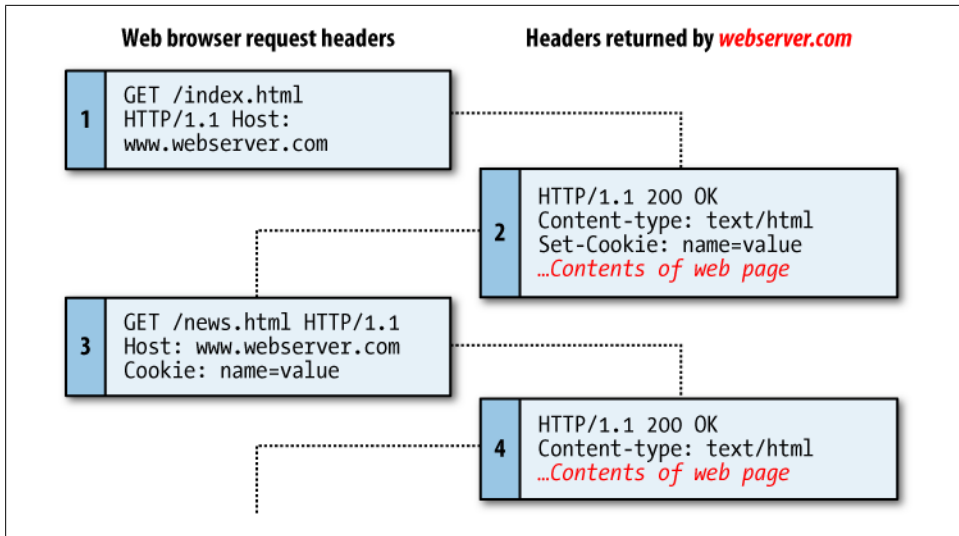 Web browser request headers
Headers returned by webserver.com
1
GET /index.html
HTTP/1.1 Host:
www.webserver.com
2
HTTP/1.1 200 OK
Content-type: text/html
Set-Cookie: name=value
…Contents of web page
3
GET /news.html HTTP/1.1
Host: www.webserver.com
Cookie: name=value
4
HTTP/1.1 200 OK
Content-type: text/html
…Contents of web page